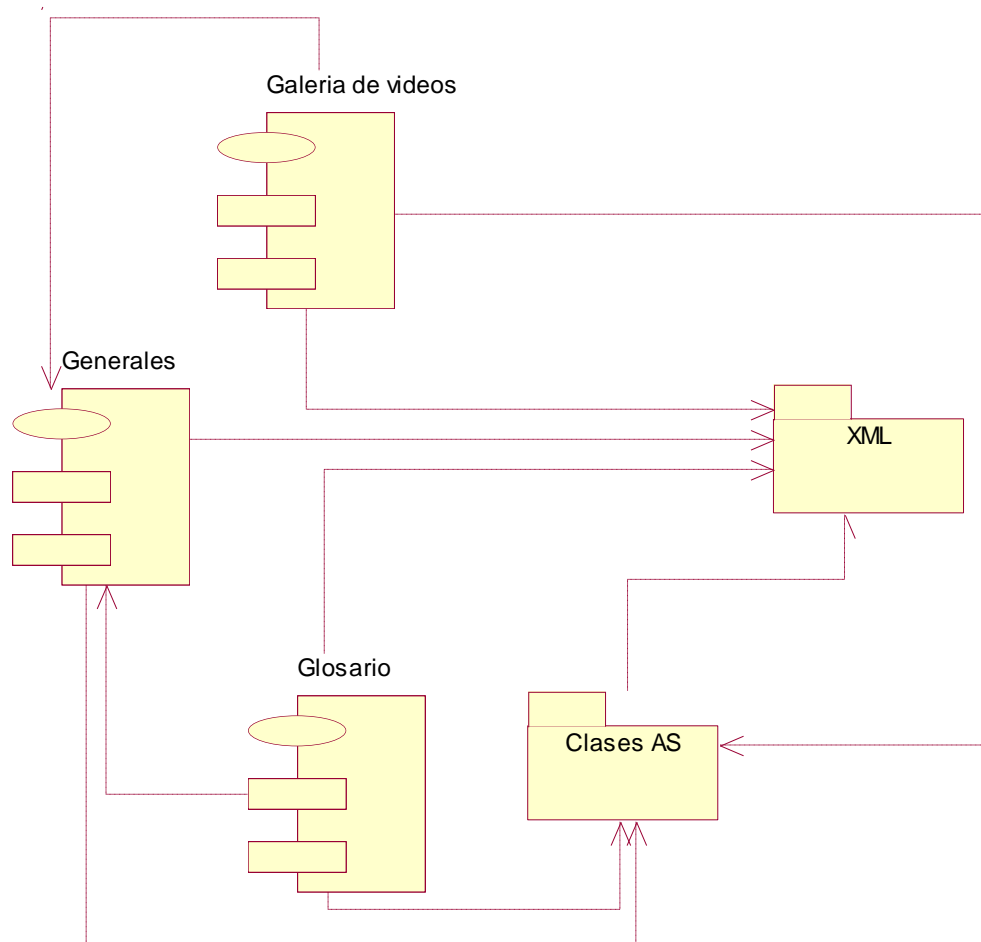 Galeria de videos
Generales
XML
Glosario
Clases AS